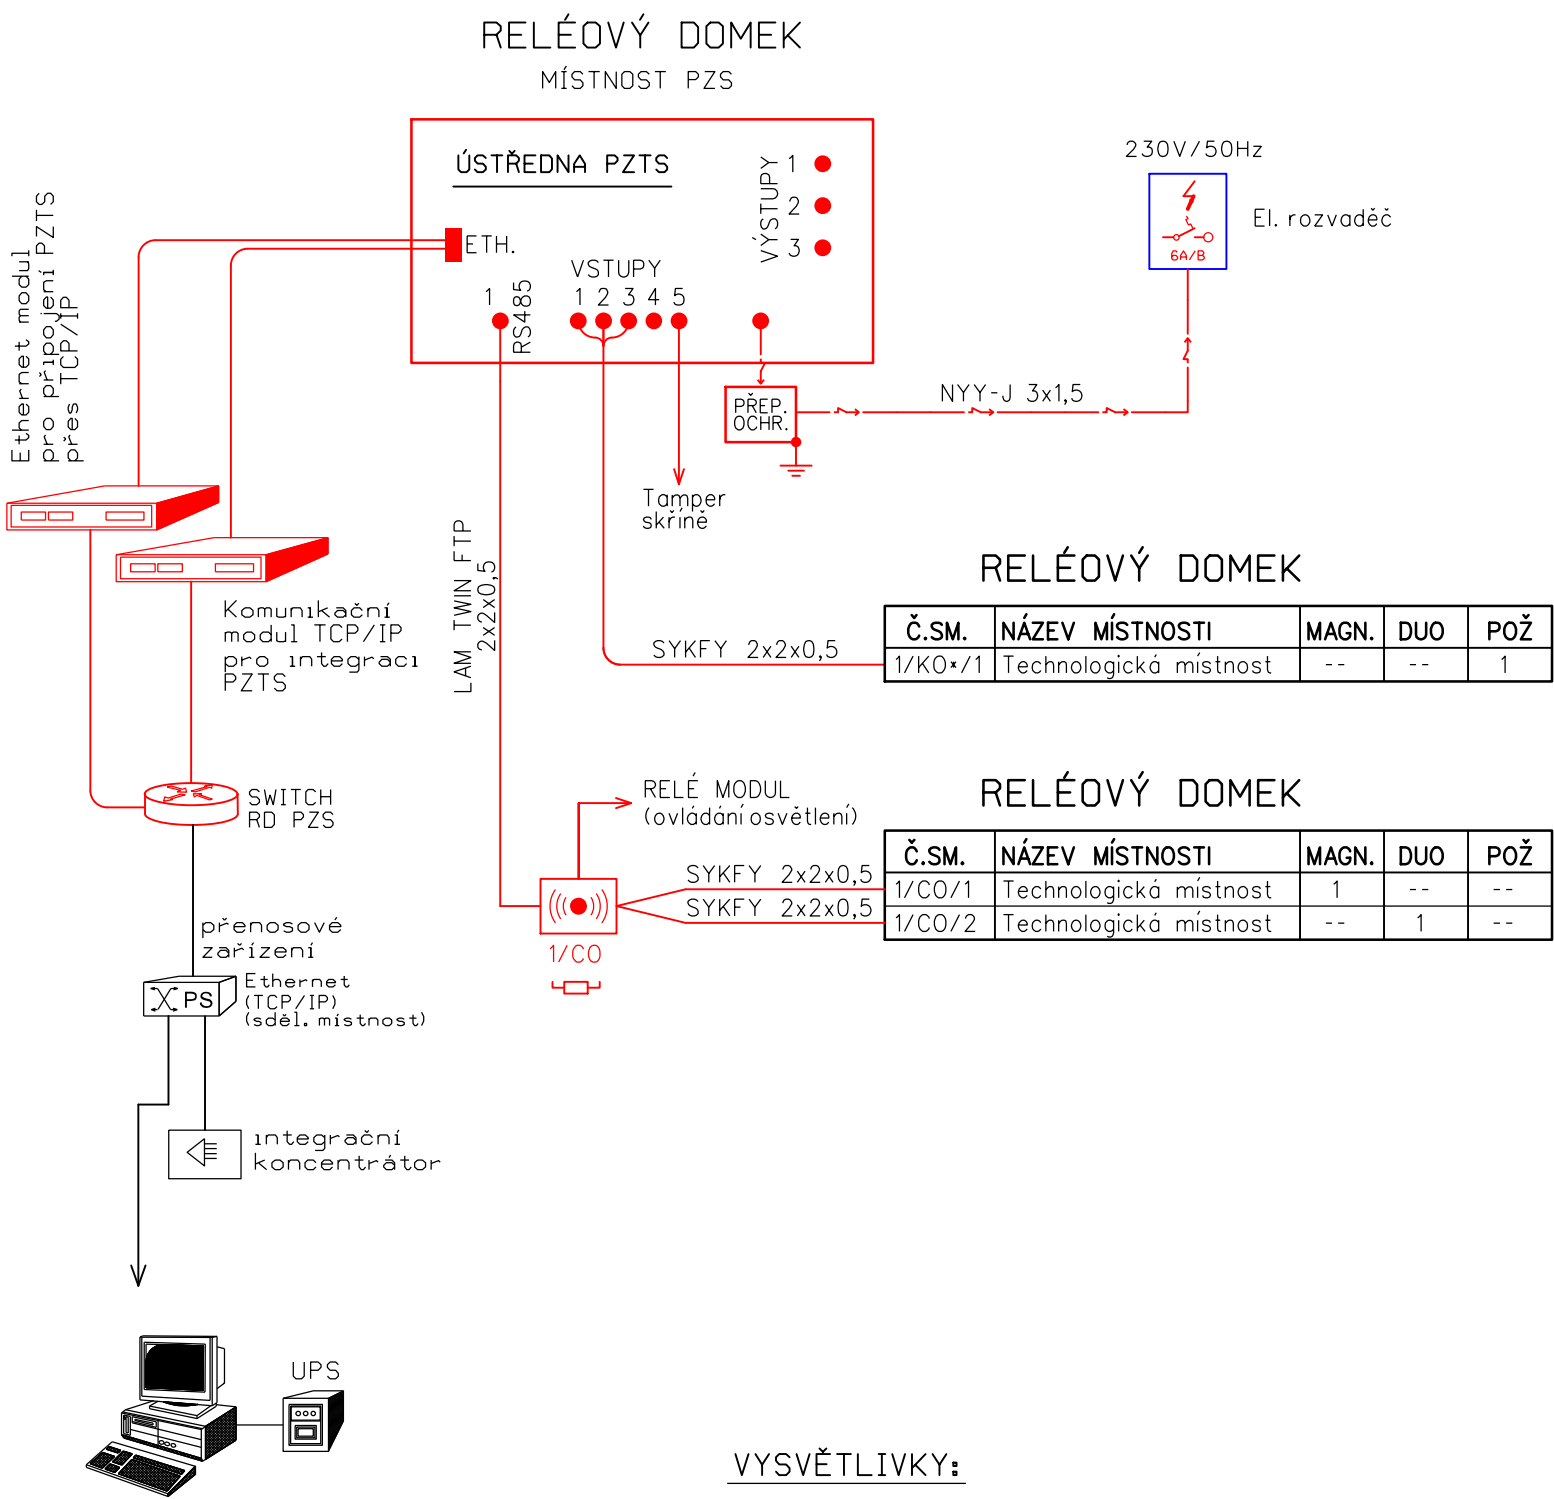 RELÉOVÝ DOMEK
MÍSTNOST PZS
ÚSTŘEDNA PZTS
VÝSTUPY
1
2
3
ETH.
VSTUPY
1 2 3 4 5
1
RS485
230V/50Hz
6A/B
El. rozvaděč
PŘEP.
OCHR.
NYY-J 3x1,5
Tamper
skříně
Ethernet modul
pro připojení PZTS
přes TCP/IP
Komunikační
modul TCP/IP
pro integraci
PZTS
LAM TWIN FTP
2x2x0,5
SYKFY 2x2x0,5
RELÉOVÝ DOMEK
Č.SM. NÁZEV MÍSTNOSTI MAGN. DUO POŽ
1/KO*/1 Technologická místnost -- -- 1
SWITCH
RD PZS
RELÉ MODUL
(ovládání osvětlení)
SYKFY 2x2x0,5
SYKFY 2x2x0,5
1/CO
RELÉOVÝ DOMEK
Č.SM. NÁZEV MÍSTNOSTI MAGN. DUO POŽ
1/CO/1 Technologická místnost 1 -- --
1/CO/2 Technologická místnost -- 1 --
přenosové
zařízení
PS
Ethernet
(TCP/IP)
(sděl. místnost)
integrační
koncentrátor
UPS
VYSVĚTLIVKY: